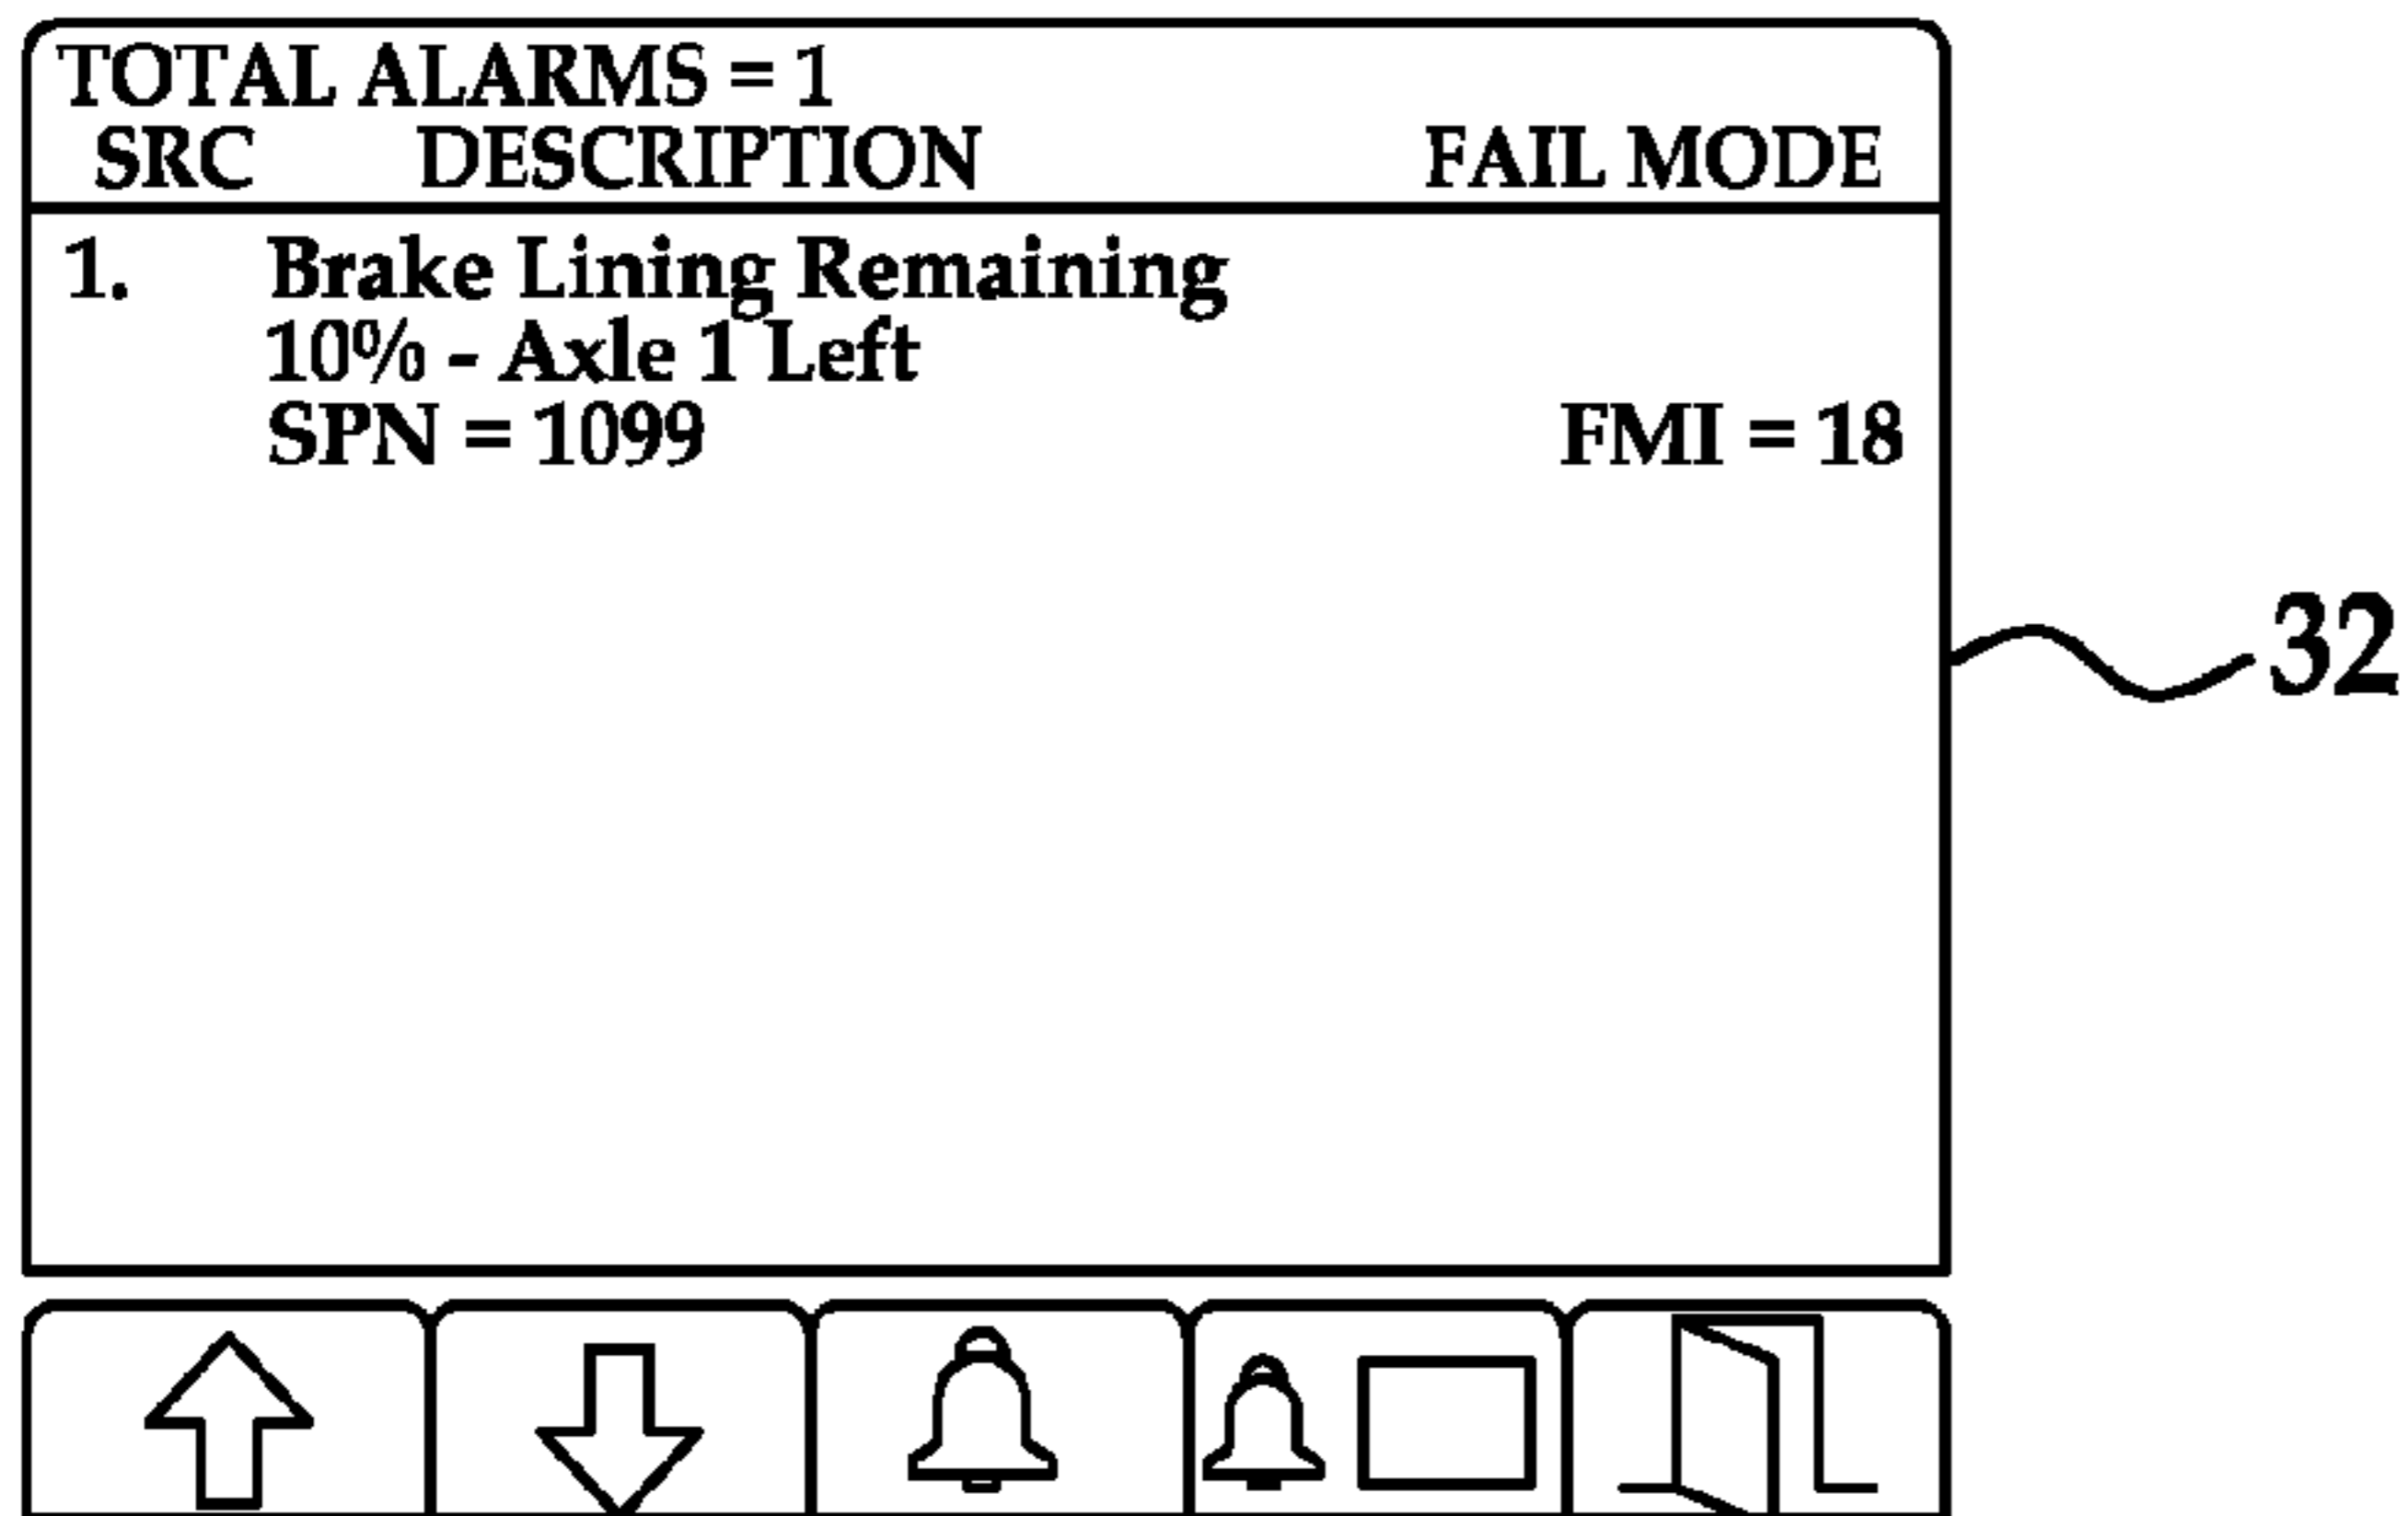 TOTAL ALARMS = 1
SRC DESCRIPTION FAIL MODE
1. Brake Lining Remaining
10% - Axle 1 Left
SPN = 1099 FMI = 18
32